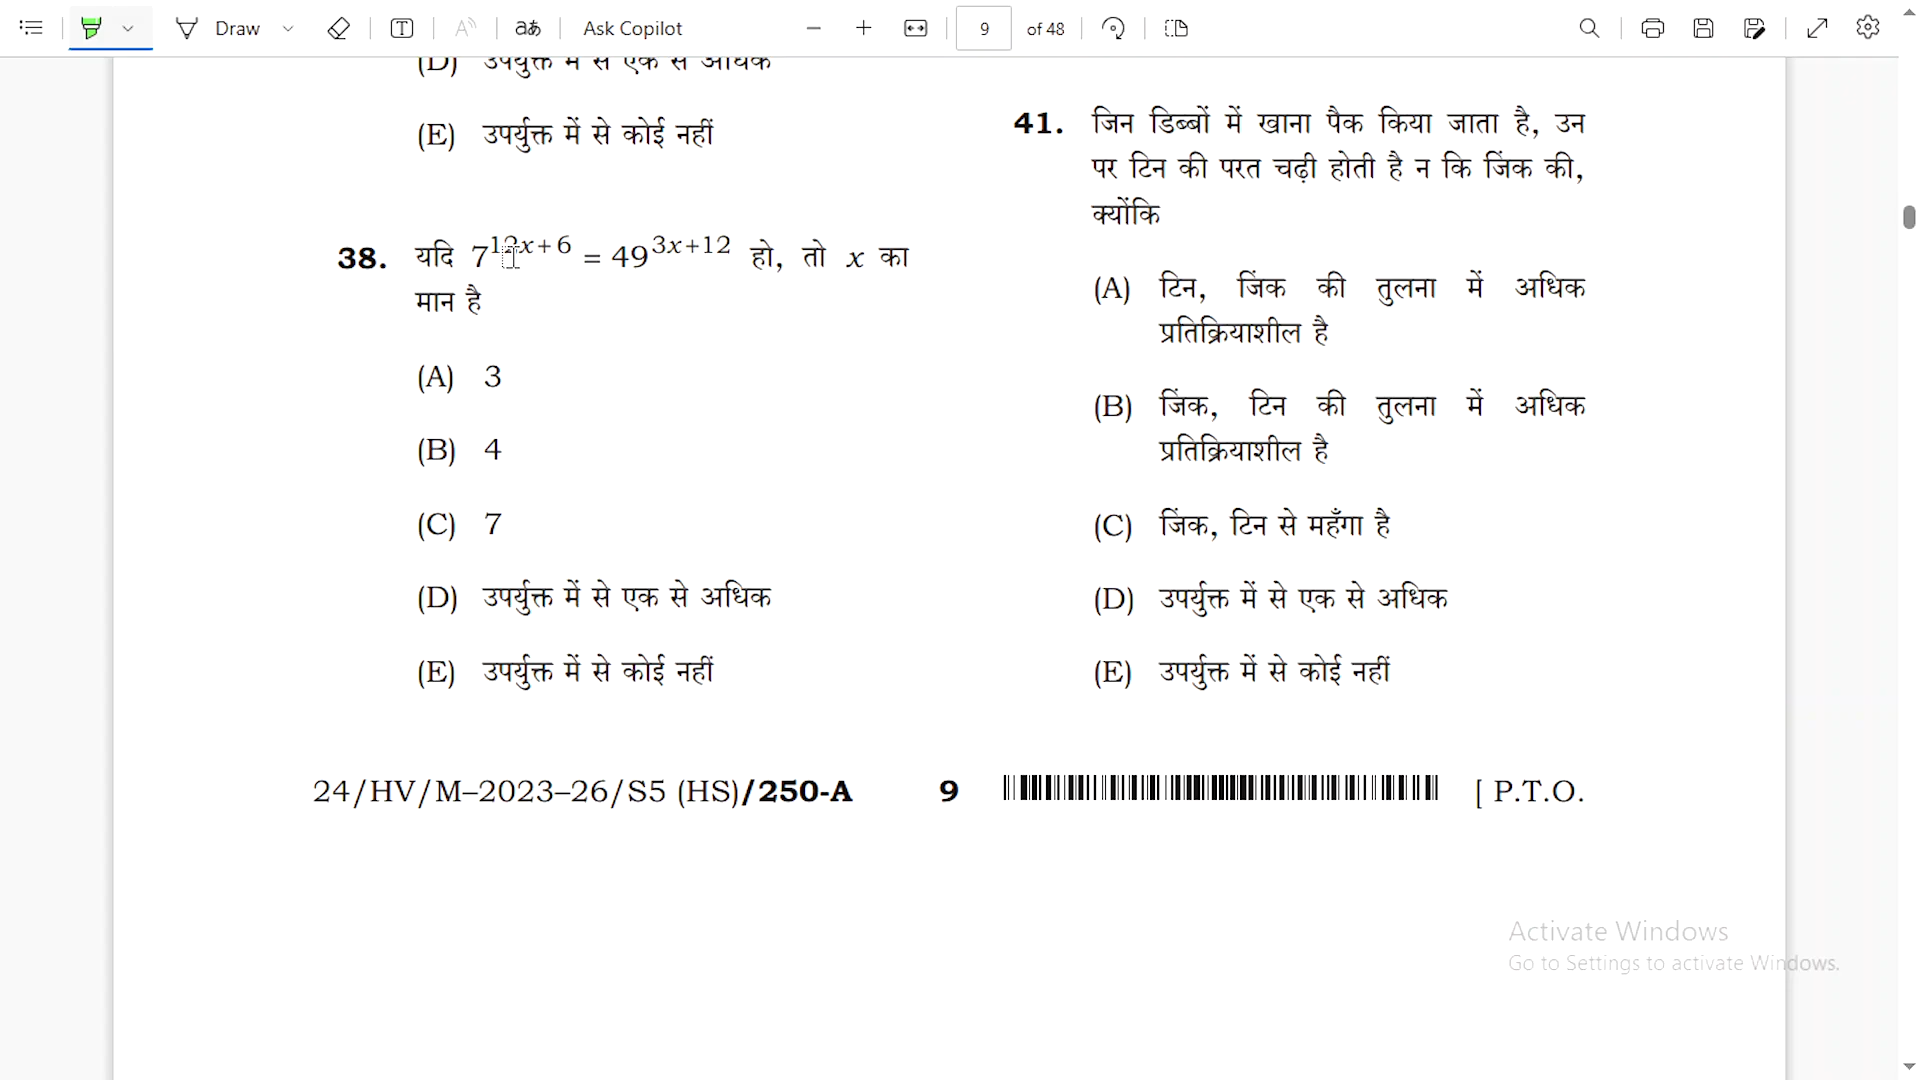 Draw
Ask Copilot
9
of 48
(D) उपर्युक्त में से एक से अधिक
(E) उपर्युक्त में से कोई नहीं
38. यदि 7^{12x+6} = 49^{3x+12} हो, तो x का
मान है
(A) 3
(B) 4
(C) 7
(D) उपर्युक्त में से एक से अधिक
(E) उपर्युक्त में से कोई नहीं
41. जिन डिब्बों में खाना पैक किया जाता है, उन
पर टिन की परत चढ़ी होती है न कि जिंक की,
क्योंकि
(A) टिन, जिंक की तुलना में अधिक
प्रतिक्रियाशील है
(B) जिंक, टिन की तुलना में अधिक
प्रतिक्रियाशील है
(C) जिंक, टिन से महँगा है
(D) उपर्युक्त में से एक से अधिक
(E) उपर्युक्त में से कोई नहीं
24/HV/M–2023–26/S5 (HS)/250-A 9 [ P.T.O.
Activate Windows
Go to Settings to activate Windows.